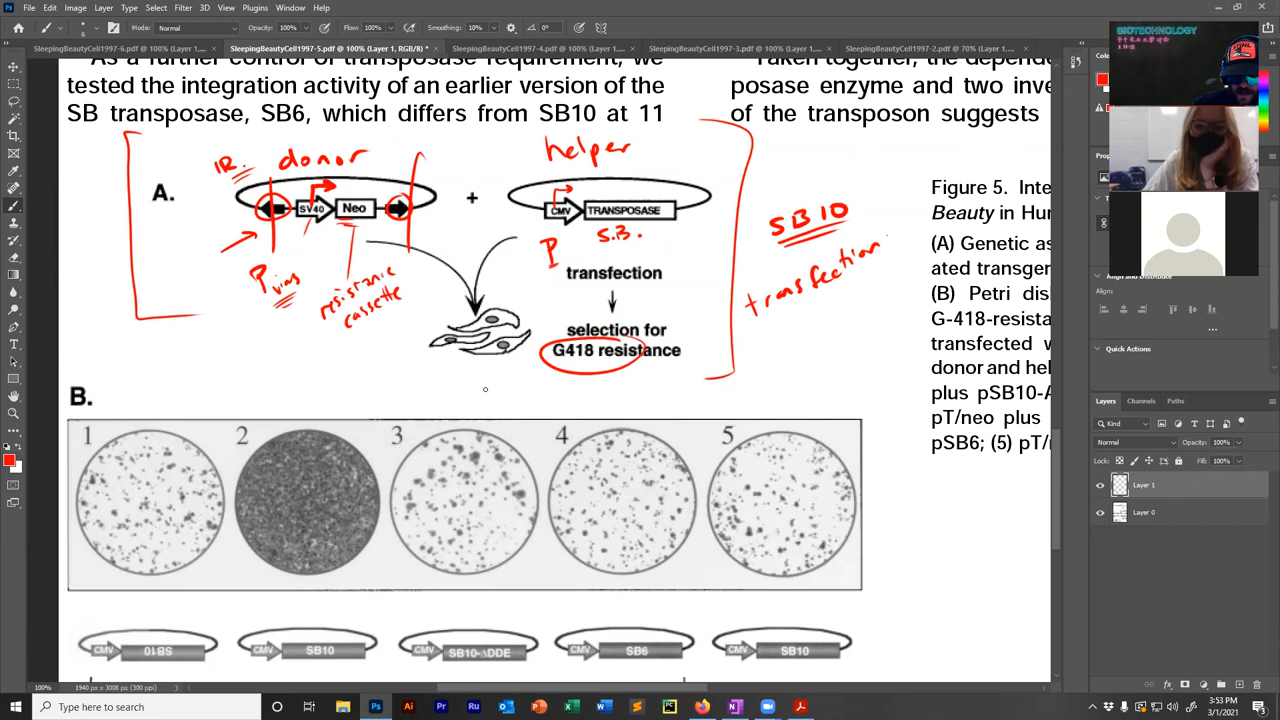 File Edit Image Layer Type Select Filter 3D View Window Help
Mode: Normal Opacity: 100% Flow: 100% Smoothing: 10% 0°
SleepingBeautyCell1997-6.pdf @ 100% (Layer 1,
SleepingBeautyCell1997-5.pdf @ 100% (Layer 1, RGB/8) *
SleepingBeautyCell1997-4.pdf @ 100% (Layer 1,
SleepingBeautyCell1997-3.pdf @ 100% (Layer 1,
SleepingBeautyCell1997-2.pdf @ 70% (Layer 1,
BIOTECHNOLOGY
As a further control of transposase requirement, we
tested the integration activity of an earlier version of the
SB transposase, SB6, which differs from SB10 at 11
Taken together, the depende
posase enzyme and two inve
of the transposon suggests
IR. donor
helper
A.
SV40 Neo
+
CMV TRANSPOSASE
P
S.B.
P
resistance
cassette
SB10
transfection
transfection
selection for
G418 resistance
Figure 5. Inte
Beauty in Hur
(A) Genetic as
ated transger
(B) Petri dis
G-418-resista
transfected w
donor and hel
plus pSB10-A
pT/neo plus
pSB6; (5) pT/
B.
1 2 3 4 5
CMV SB10
CMV SB10
CMV SB10-ΔDDE
CMV SB6
CMV SB10
Colo
Prop
Align and Distribute
Align:
Quick Actions
Layers Channels Paths
Kind
Normal Opacity: 100%
Lock: Fill: 100%
Layer 1
Layer 0
100% 1940 px x 3008 px (300 ppi)
Type here to search
3:53 PM
3/1/2021